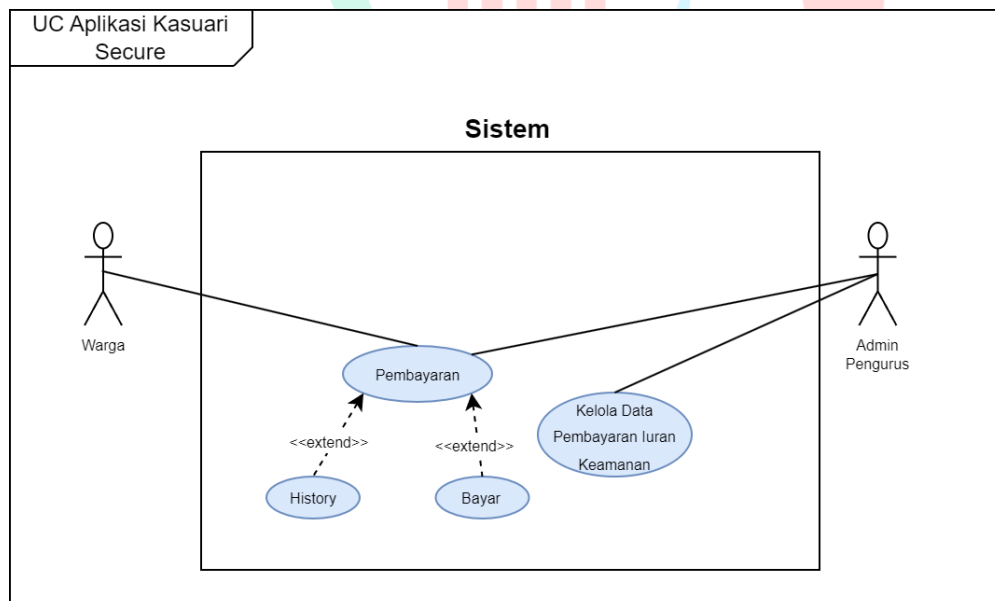 UC Aplikasi Kasuari
Secure
Sistem
Warga
Admin
Pengurus
Pembayaran
Kelola Data
Pembayaran Iuran
Keamanan
<<extend>>
<<extend>>
History
Bayar